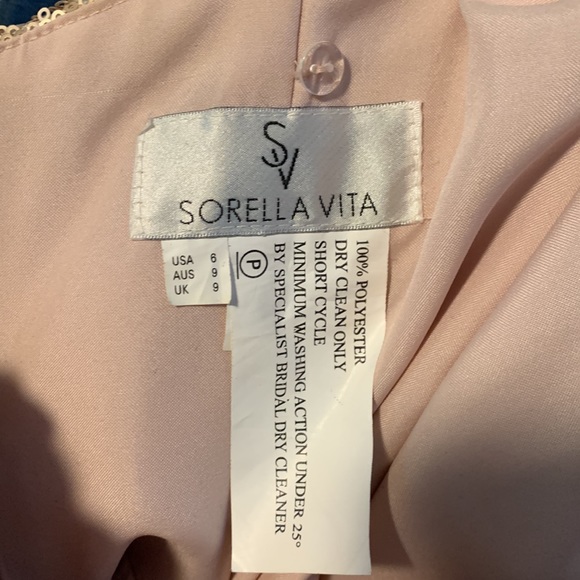 SV
SORELLA VITA
USA 6
AUS 9
UK 9
P
100% POLYESTER
DRY CLEAN ONLY
SHORT CYCLE
MINIMUM WASHING ACTION UNDER 25°
BY SPECIALIST BRIDAL DRY CLEANER